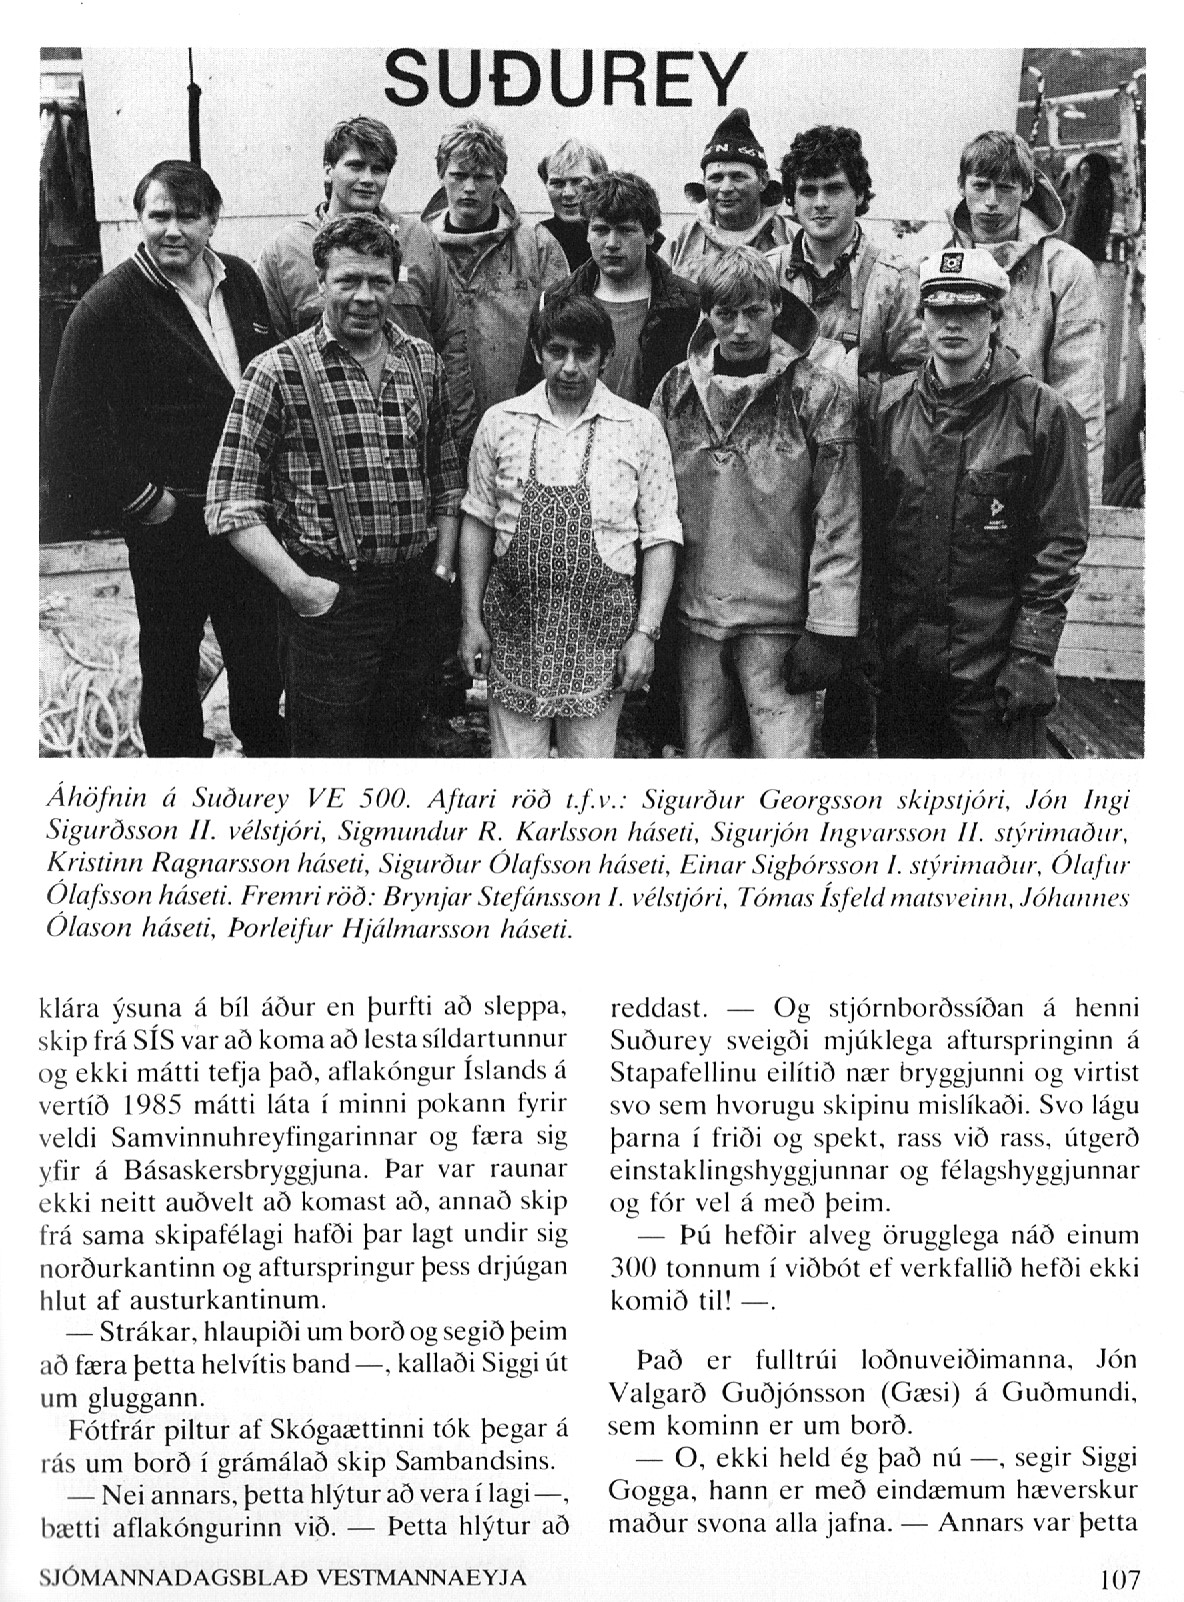 SUÐUREY
N 66
Áhöfnin á Suðurey VE 500. Aftari röð t.f.v.: Sigurður Georgsson skipstjóri, Jón Ingi
Sigurðsson II. vélstjóri, Sigmundur R. Karlsson háseti, Sigurjón Ingvarsson II. stýrimaður,
Kristinn Ragnarsson háseti, Sigurður Ólafsson háseti, Einar Sigþórsson I. stýrimaður, Ólafur
Ólafsson háseti. Fremri röð: Brynjar Stefánsson I. vélstjóri, Tómas Ísfeld matsveinn, Jóhannes
Ólason háseti, Þorleifur Hjálmarsson háseti.
klára ýsuna á bíl áður en þurfti að sleppa,
skip frá SÍS var að koma að lesta síldartunnur
og ekki mátti tefja það, aflakóngur Íslands á
vertíð 1985 mátti láta í minni pokann fyrir
veldi Samvinnuhreyfingarinnar og færa sig
yfir á Básaskersbryggjuna. Þar var raunar
ekki neitt auðvelt að komast að, annað skip
frá sama skipafélagi hafði þar lagt undir sig
norðurkantinn og afturspringur þess drjúgan
hlut af austurkantinum.
— Strákar, hlaupiði um borð og segið þeim
að færa þetta helvítis band —, kallaði Siggi út
um gluggann.
Fótfrár piltur af Skógaættinni tók þegar á
rás um borð í grámálað skip Sambandsins.
— Nei annars, þetta hlýtur að vera í lagi —,
bætti aflakóngurinn við. — Þetta hlýtur að
reddast. — Og stjórnborðssíðan á henni
Suðurey sveigði mjúklega afturspringinn á
Stapafellinu eilítið nær bryggjunni og virtist
svo sem hvorugu skipinu mislíkaði. Svo lágu
þarna í friði og spekt, rass við rass, útgerð
einstaklingshyggjunnar og félagshyggjunnar
og fór vel á með þeim.
— Þú hefðir alveg örugglega náð einum
300 tonnum í viðbót ef verkfallið hefði ekki
komið til! —.
Það er fulltrúi loðnuveiðimanna, Jón
Valgarð Guðjónsson (Gæsi) á Guðmundi,
sem kominn er um borð.
— O, ekki held ég það nú —, segir Siggi
Gogga, hann er með eindæmum hæverskur
maður svona alla jafna. — Annars var þetta
SJÓMANNADAGSBLAÐ VESTMANNAEYJA
107